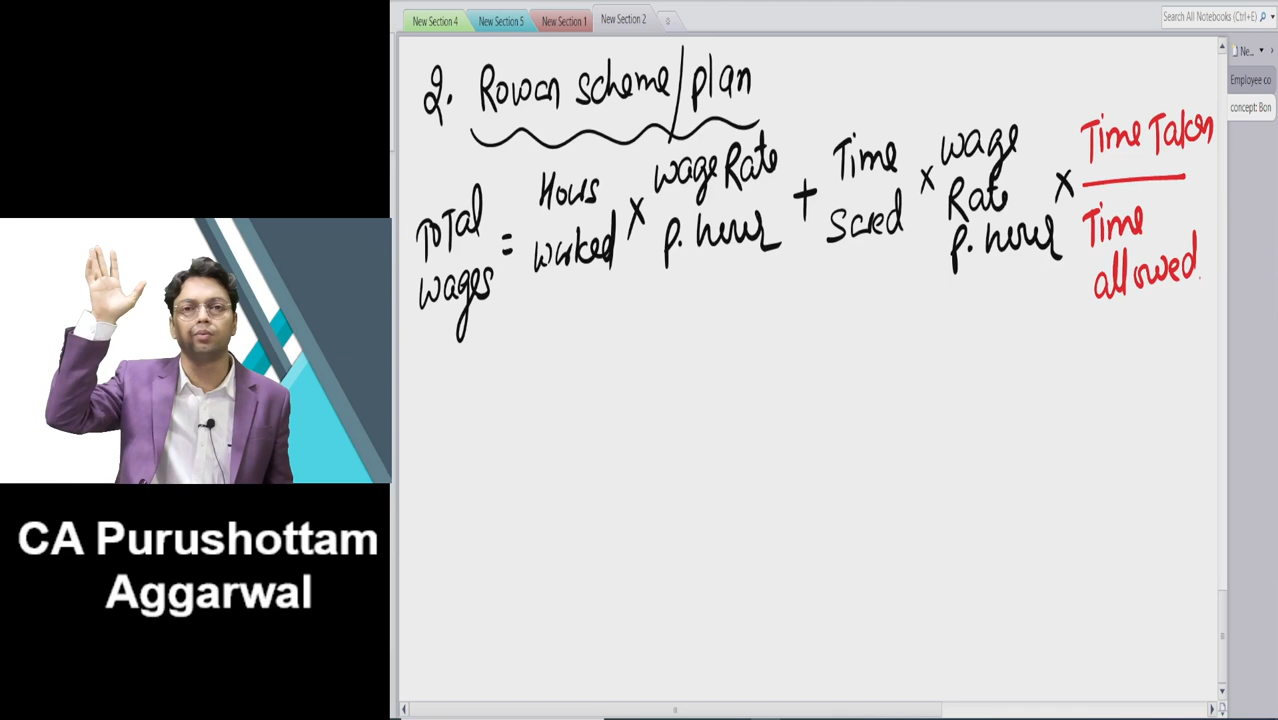 New Section 4
New Section 5
New Section 1
New Section 2
Search All Notebooks (Ctrl+E)
Ne...
Employee co
concept: Bon
2. Rowan scheme/plan
Total wages = Hours worked × wage Rate p. hour + Time Saved × wage Rate p. hour × Time Taken
Time allowed.
CA Purushottam
Aggarwal